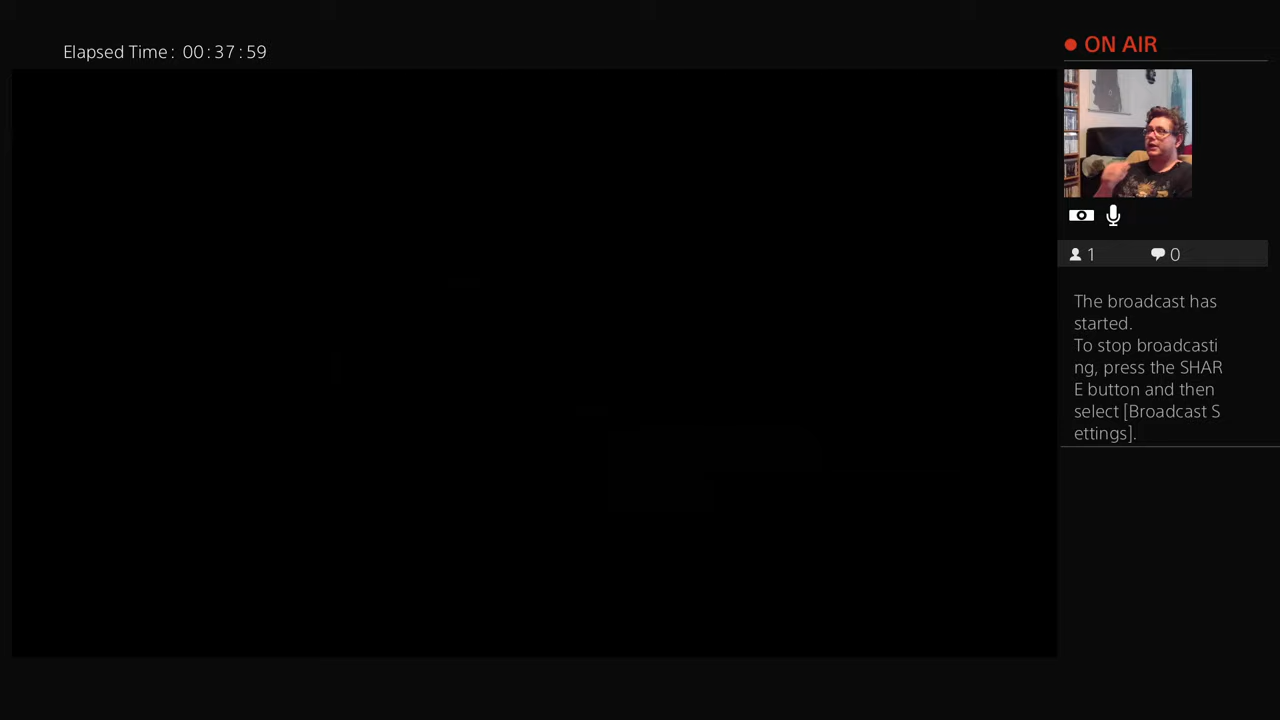 Elapsed Time: 00:37:59
ON AIR
1
0
The broadcast has
started.
To stop broadcasti
ng, press the SHAR
E button and then
select [Broadcast S
ettings].